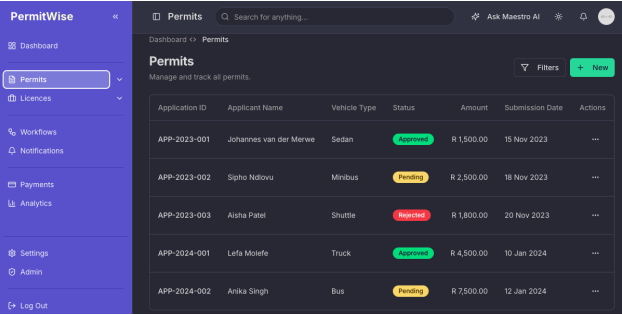 PermitWise «
Permits Search for anything... Ask Maestro AI
Dashboard
Permits
Licences
Workflows
Notifications
Payments
Analytics
Settings
Admin
Log Out
Dashboard <> Permits
Permits
Manage and track all permits.
Filters + New
Application ID Applicant Name Vehicle Type Status Amount Submission Date Actions
APP-2023-001 Johannes van der Merwe Sedan Approved R 1,500.00 15 Nov 2023 ...
APP-2023-002 Sipho Ndlovu Minibus Pending R 2,500.00 18 Nov 2023 ...
APP-2023-003 Aisha Patel Shuttle Rejected R 1,800.00 20 Nov 2023 ...
APP-2024-001 Lefa Molefe Truck Approved R 4,500.00 10 Jan 2024 ...
APP-2024-002 Anika Singh Bus Pending R 7,500.00 12 Jan 2024 ...